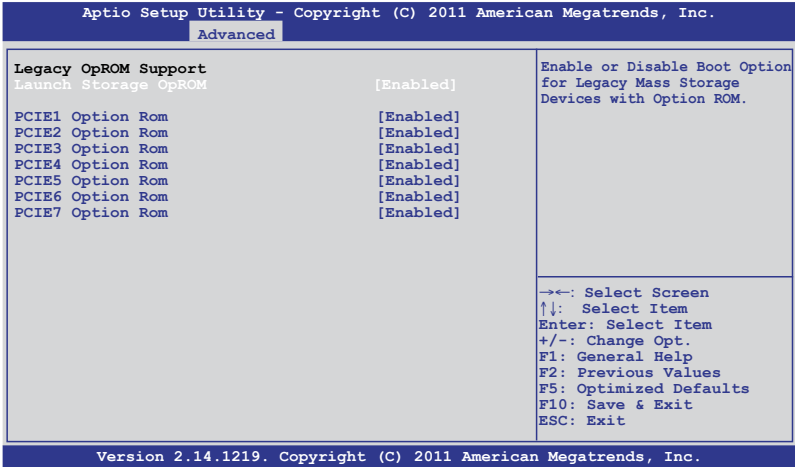 Aptio Setup Utility - Copyright (C) 2011 American Megatrends, Inc.
Advanced
Legacy OpROM Support
Launch Storage OpROM [Enabled]
PCIE1 Option Rom [Enabled]
PCIE2 Option Rom [Enabled]
PCIE3 Option Rom [Enabled]
PCIE4 Option Rom [Enabled]
PCIE5 Option Rom [Enabled]
PCIE6 Option Rom [Enabled]
PCIE7 Option Rom [Enabled]
Enable or Disable Boot Option
for Legacy Mass Storage
Devices with Option ROM.
→←: Select Screen
↑↓: Select Item
Enter: Select Item
+/-: Change Opt.
F1: General Help
F2: Previous Values
F5: Optimized Defaults
F10: Save & Exit
ESC: Exit
Version 2.14.1219. Copyright (C) 2011 American Megatrends, Inc.